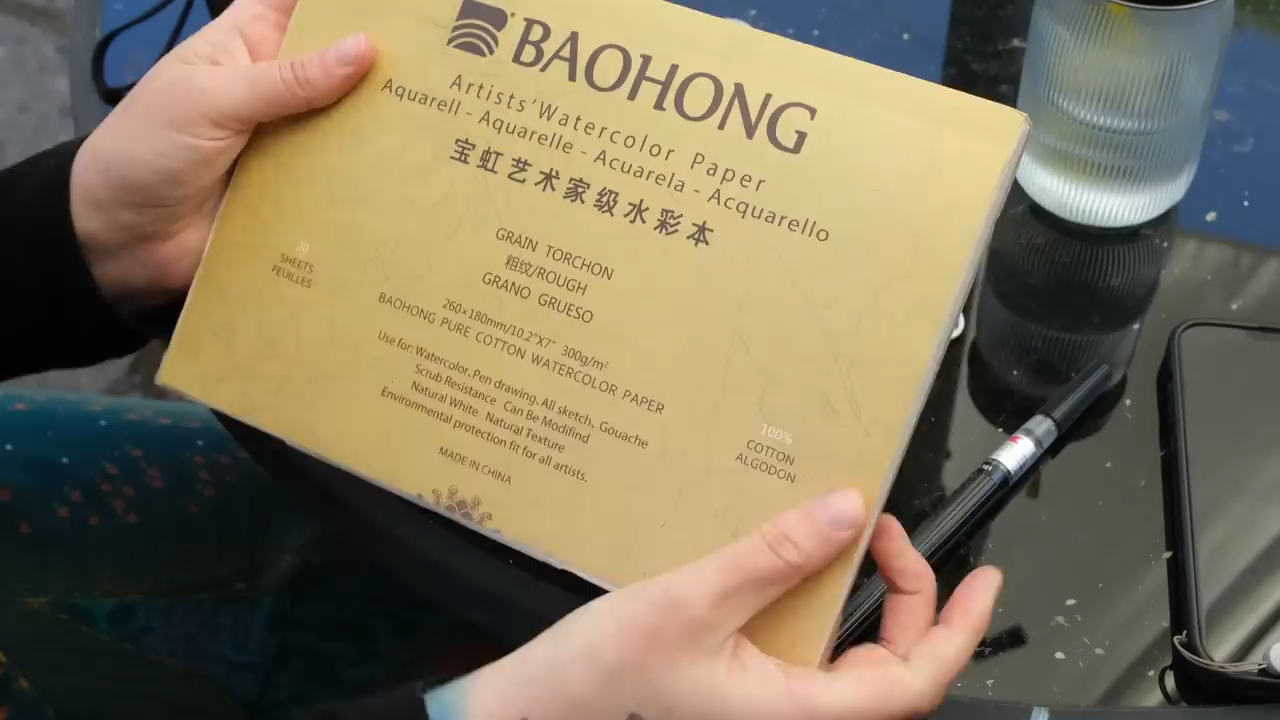 BAOHONG
Artists' Watercolor Paper
Aquarell - Aquarelle - Acuarela - Acquarello
宝虹艺术家级水彩本
GRAIN TORCHON
粗纹/ROUGH
GRANO GRUESO
20
SHEETS
FEUILLES
260×180mm/10.2"X7" 300g/m²
BAOHONG PURE COTTON WATERCOLOR PAPER
Use for: Watercolor、Pen drawing、All sketch、Gouache
Scrub Resistance Can Be Modifind
Natural White Natural Texture
Environmental protection fit for all artists.
MADE IN CHINA
100%
COTTON
ALGODON